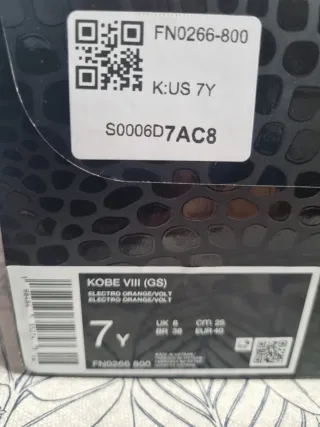 FN0266-800
K:US 7Y
S0006D7AC8
KOBE VIII (GS)
ELECTRO ORANGE/VOLT
ELECTRO ORANGE/VOLT
7Y
UK 6 CM 25
BR 38 EUR 40
FN0266 800